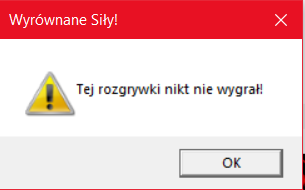 Wyrównane Siły!
Tej rozgrywki nikt nie wygrał!
OK